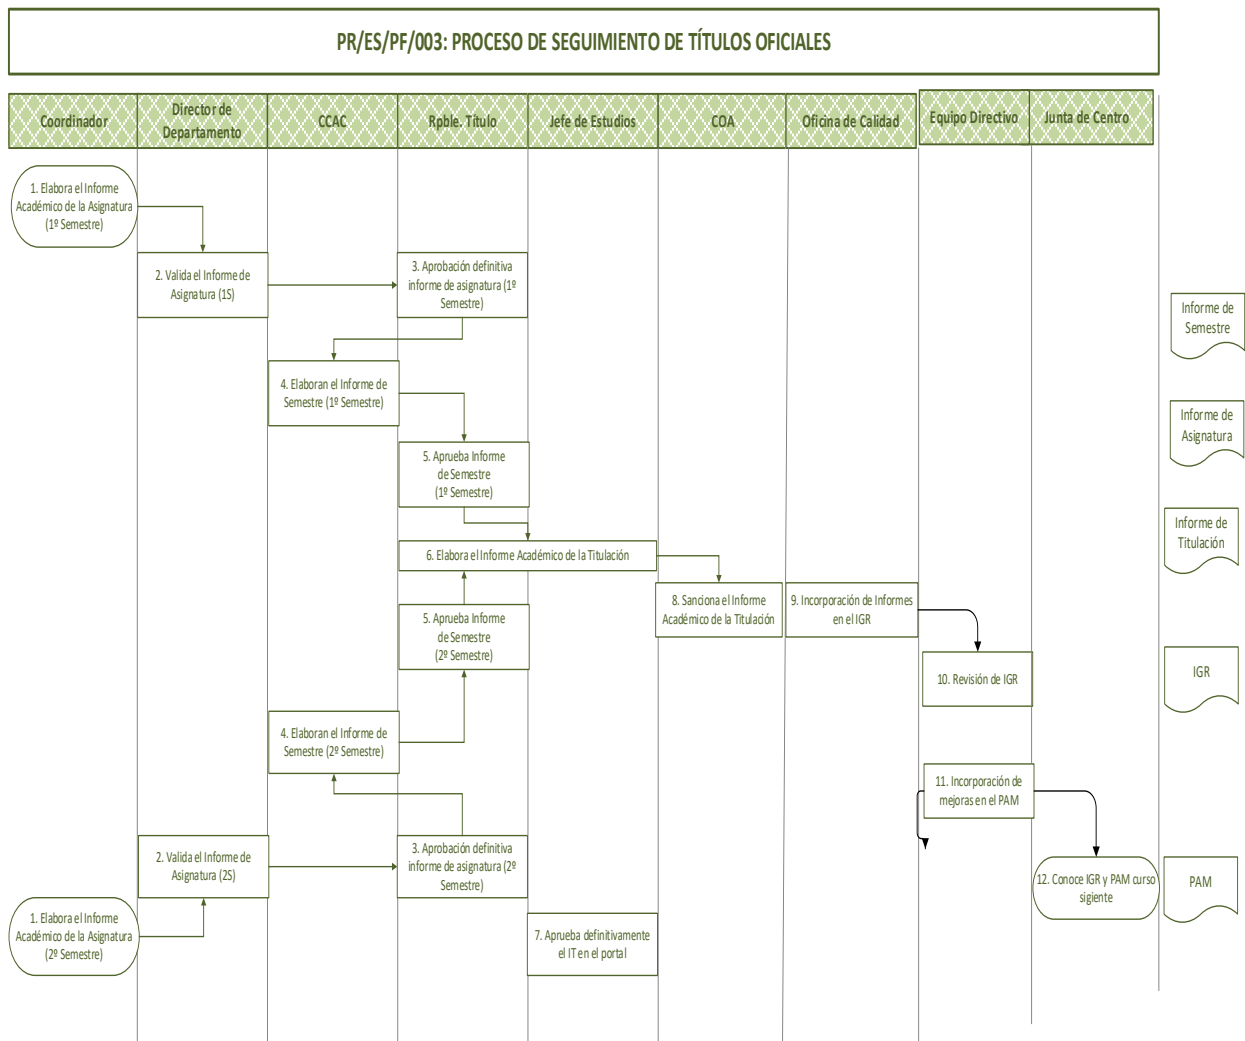 PR/ES/PF/003: PROCESO DE SEGUIMIENTO DE TÍTULOS OFICIALES
Coordinador
Director de
Departamento
CCAC
Rpble. Título
Jefe de Estudios
COA
Oficina de Calidad
Equipo Directivo
Junta de Centro
1. Elabora el Informe
Académico de la Asignatura
(1º Semestre)
2. Valida el Informe de
Asignatura (1S)
3. Aprobación definitiva
informe de asignatura (1º
Semestre)
Informe de
Semestre
4. Elaboran el Informe de
Semestre (1º Semestre)
Informe de
Asignatura
5. Aprueba Informe
de Semestre
(1º Semestre)
Informe de
Titulación
6. Elabora el Informe Académico de la Titulación
8. Sanciona el Informe
Académico de la Titulación
9. Incorporación de Informes
en el IGR
5. Aprueba Informe
de Semestre
(2º Semestre)
10. Revisión de IGR
IGR
4. Elaboran el Informe de
Semestre (2º Semestre)
11. Incorporación de
mejoras en el PAM
2. Valida el Informe de
Asignatura (2S)
3. Aprobación definitiva
informe de asignatura (2º
Semestre)
12. Conoce IGR y PAM curso
sigiente
PAM
1. Elabora el Informe
Académico de la Asignatura
(2º Semestre)
7. Aprueba definitivamente
el IT en el portal